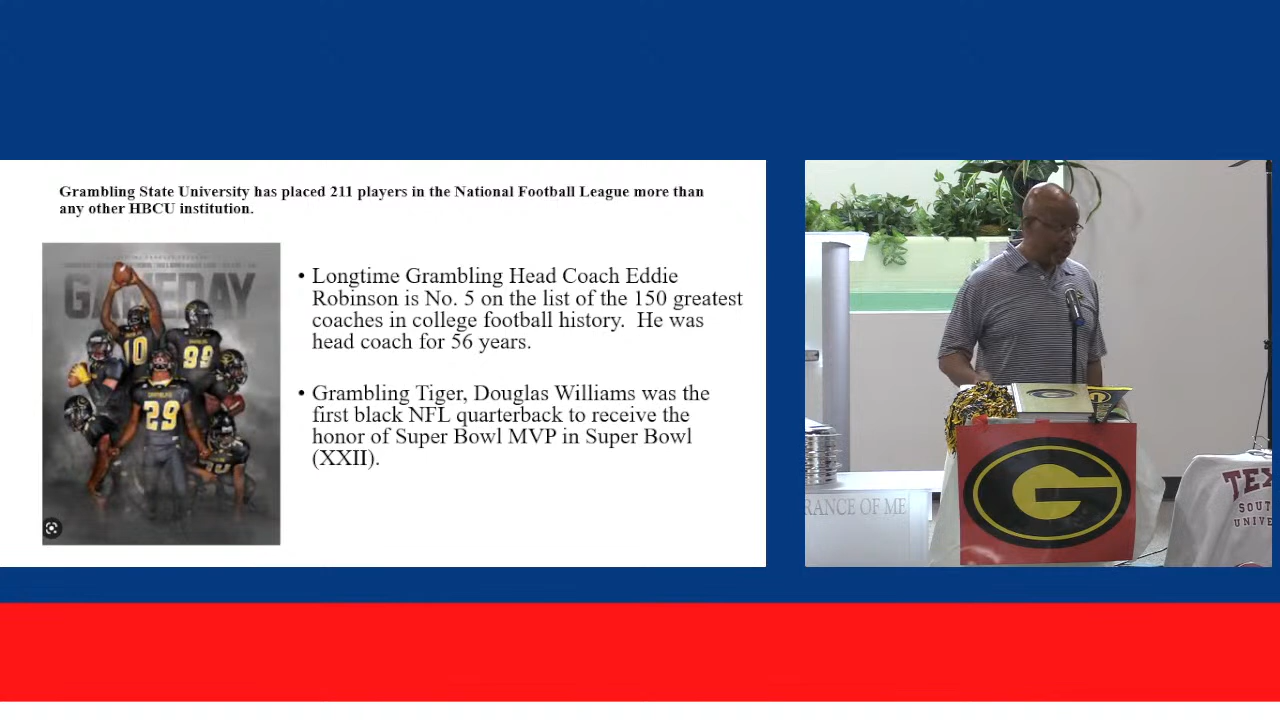 Grambling State University has placed 211 players in the National Football League more than
any other HBCU institution.
GAMEDAY
10
99
GRAMBLING
29
• Longtime Grambling Head Coach Eddie
Robinson is No. 5 on the list of the 150 greatest
coaches in college football history.  He was
head coach for 56 years.
• Grambling Tiger, Douglas Williams was the
first black NFL quarterback to receive the
honor of Super Bowl MVP in Super Bowl
(XXII).
G
RANCE OF ME
TEX
SOUT
UNIVE